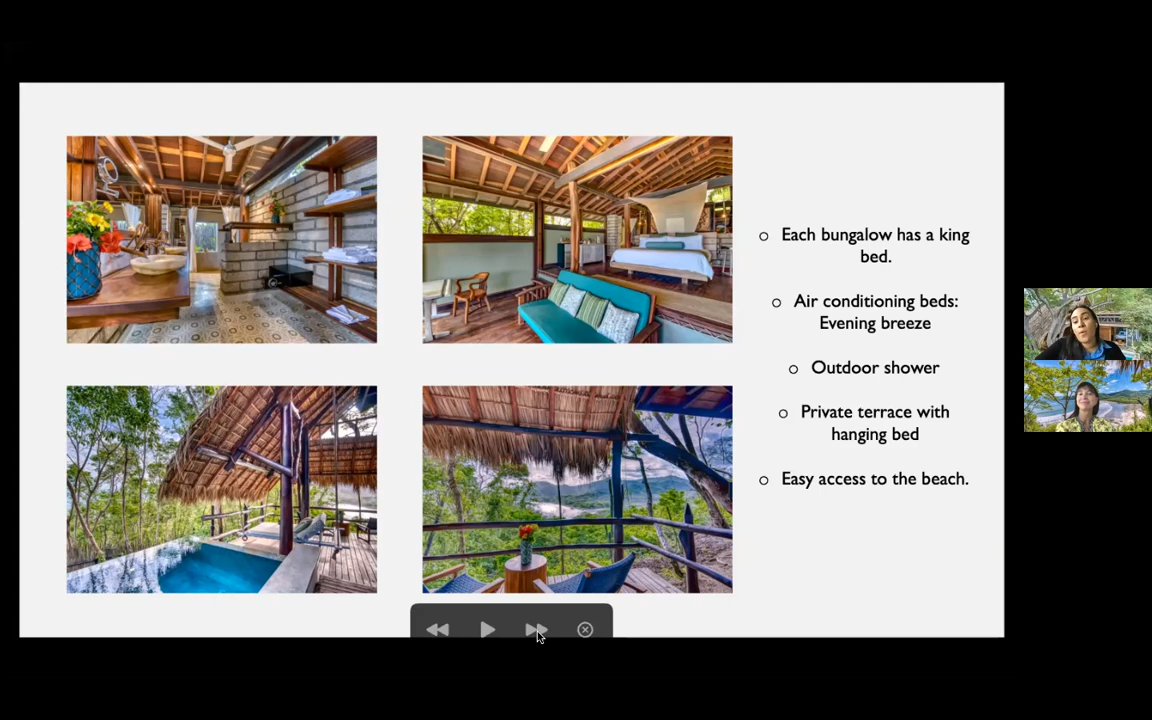 Each bungalow has a king
bed.
Air conditioning beds:
Evening breeze
Outdoor shower
Private terrace with
hanging bed
Easy access to the beach.